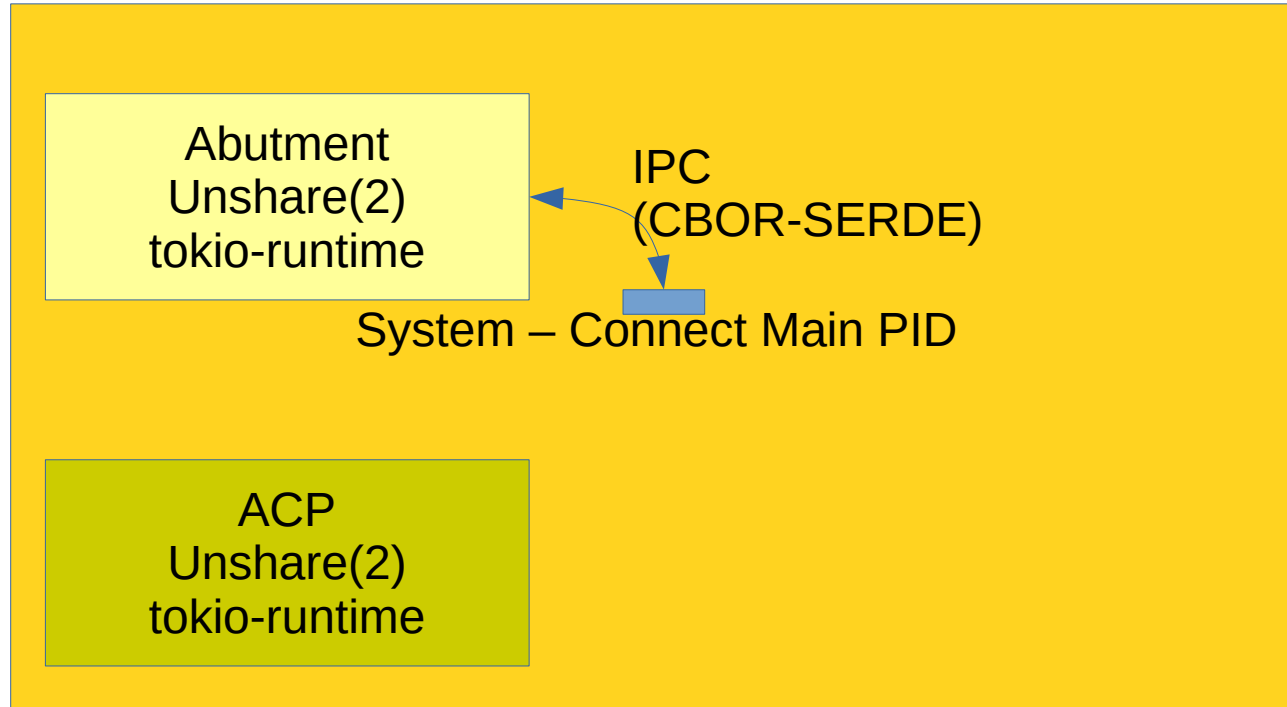 Abutment
Unshare(2)
tokio-runtime
IPC
(CBOR-SERDE)
System – Connect Main PID
ACP
Unshare(2)
tokio-runtime